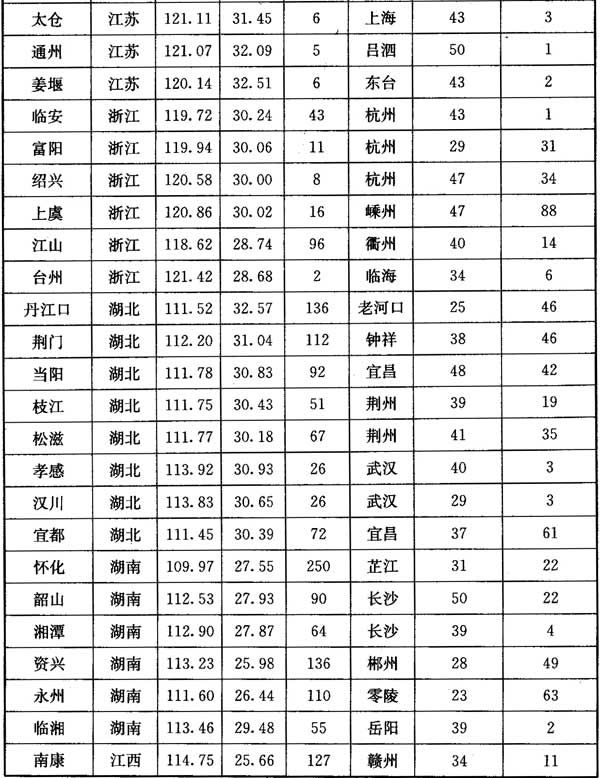 太仓 江苏 121.11 31.45 6 上海 43 3
通州 江苏 121.07 32.09 5 吕泗 50 1
姜堰 江苏 120.14 32.51 6 东台 43 2
临安 浙江 119.72 30.24 43 杭州 43 1
富阳 浙江 119.94 30.06 11 杭州 29 31
绍兴 浙江 120.58 30.00 8 杭州 47 34
上虞 浙江 120.86 30.02 16 嵊州 47 88
江山 浙江 118.62 28.74 96 衢州 40 14
台州 浙江 121.42 28.68 2 临海 34 6
丹江口 湖北 111.52 32.57 136 老河口 25 46
荆门 湖北 112.20 31.04 112 钟祥 38 46
当阳 湖北 111.78 30.83 92 宜昌 48 42
枝江 湖北 111.75 30.43 51 荆州 39 19
松滋 湖北 111.77 30.18 67 荆州 41 35
孝感 湖北 113.92 30.93 26 武汉 40 3
汉川 湖北 113.83 30.65 26 武汉 29 3
宜都 湖北 111.45 30.39 72 宜昌 37 61
怀化 湖南 109.97 27.55 250 芷江 31 22
韶山 湖南 112.53 27.93 90 长沙 50 22
湘潭 湖南 112.90 27.87 64 长沙 39 4
资兴 湖南 113.23 25.98 136 郴州 28 49
永州 湖南 111.60 26.44 110 零陵 23 63
临湘 湖南 113.46 29.48 55 岳阳 39 2
南康 江西 114.75 25.66 127 赣州 34 11